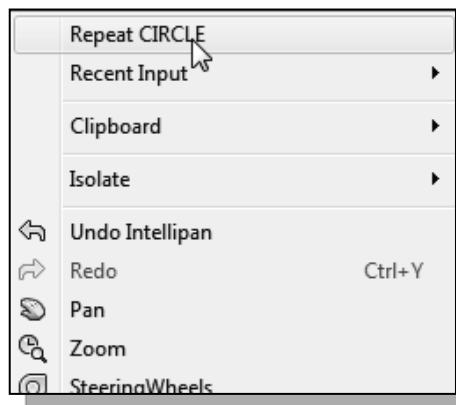 Repeat CIRCLE
Recent Input
Clipboard
Isolate
Undo Intellipan
Redo Ctrl+Y
Pan
Zoom
SteeringWheels